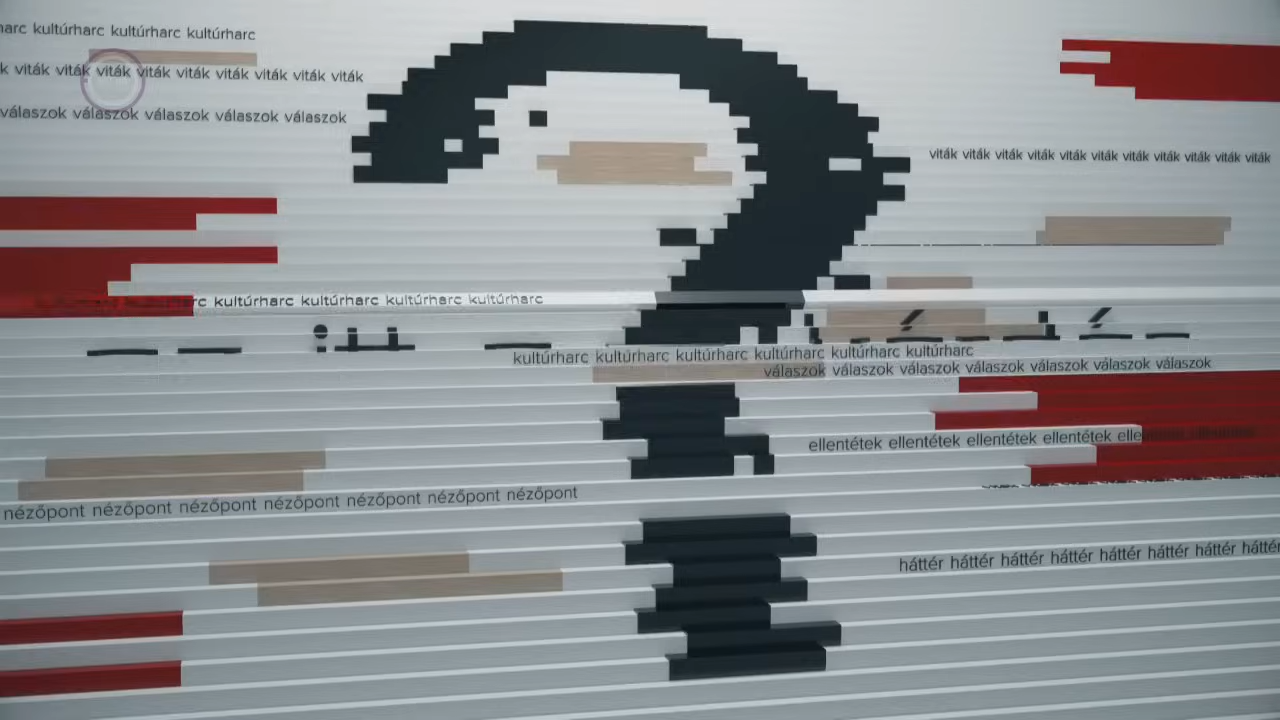 kultúrharc kultúrharc kultúrharc
viták viták viták viták viták viták viták viták
válaszok válaszok válaszok válaszok válaszok
viták viták viták viták viták viták viták viták viták viták viták
kultúrharc kultúrharc kultúrharc kultúrharc
kultúrharc kultúrharc kultúrharc kultúrharc kultúrharc kultúrharc
válaszok válaszok válaszok válaszok válaszok válaszok válaszok
ellentétek ellentétek ellentétek ellentétek
nézőpont nézőpont nézőpont nézőpont nézőpont nézőpont nézőpont
háttér háttér háttér háttér háttér háttér háttér háttér